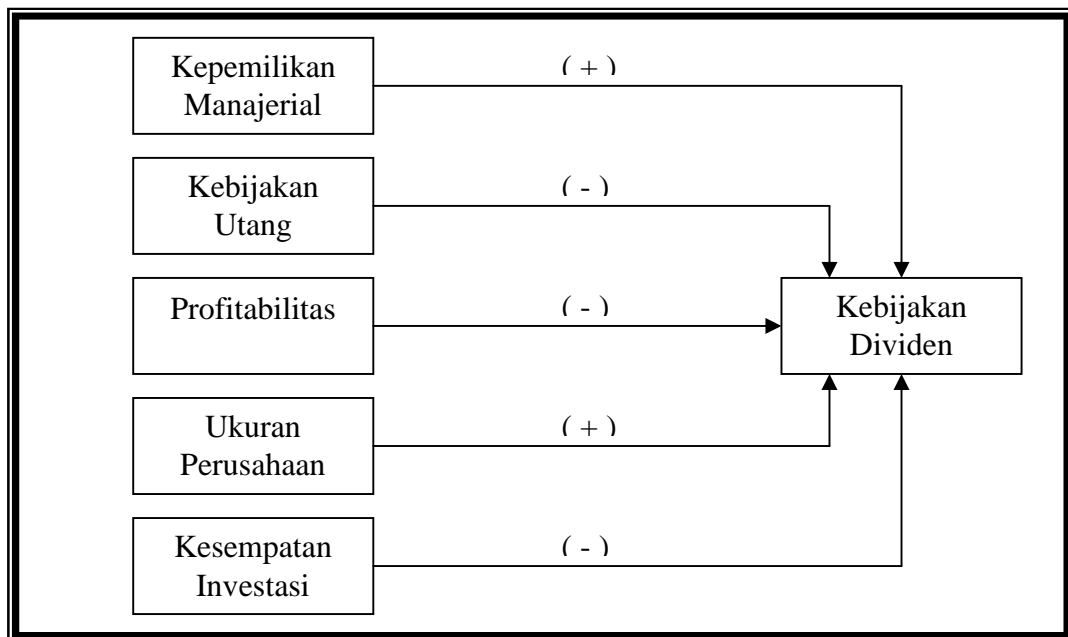 Kepemilikan
Manajerial
( + )
Kebijakan
Utang
( - )
Profitabilitas
( - )
Kebijakan
Dividen
Ukuran
Perusahaan
( + )
Kesempatan
Investasi
( - )